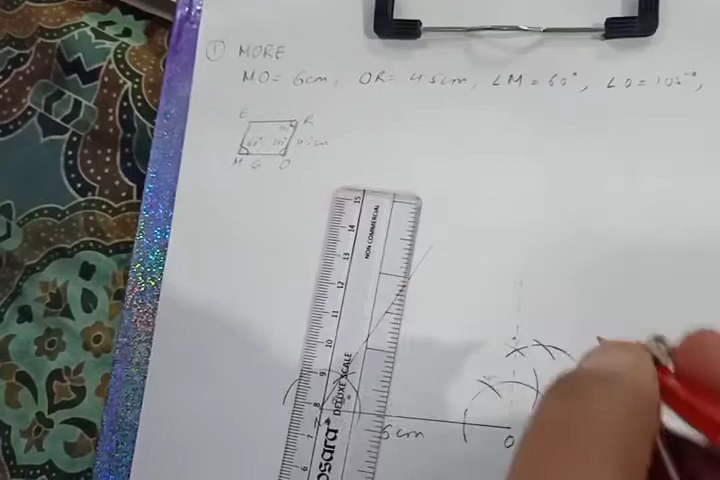 ① MORE
MO = 6cm, OR = 4.5cm, ∠M = 60°, ∠O = 105°,
E R
60° 105° 4.5cm
M 6 O
15
14
13
12
11
10
9
8
7
6
NON COMMERCIAL
DELUXE SCALE
osara
6cm
O